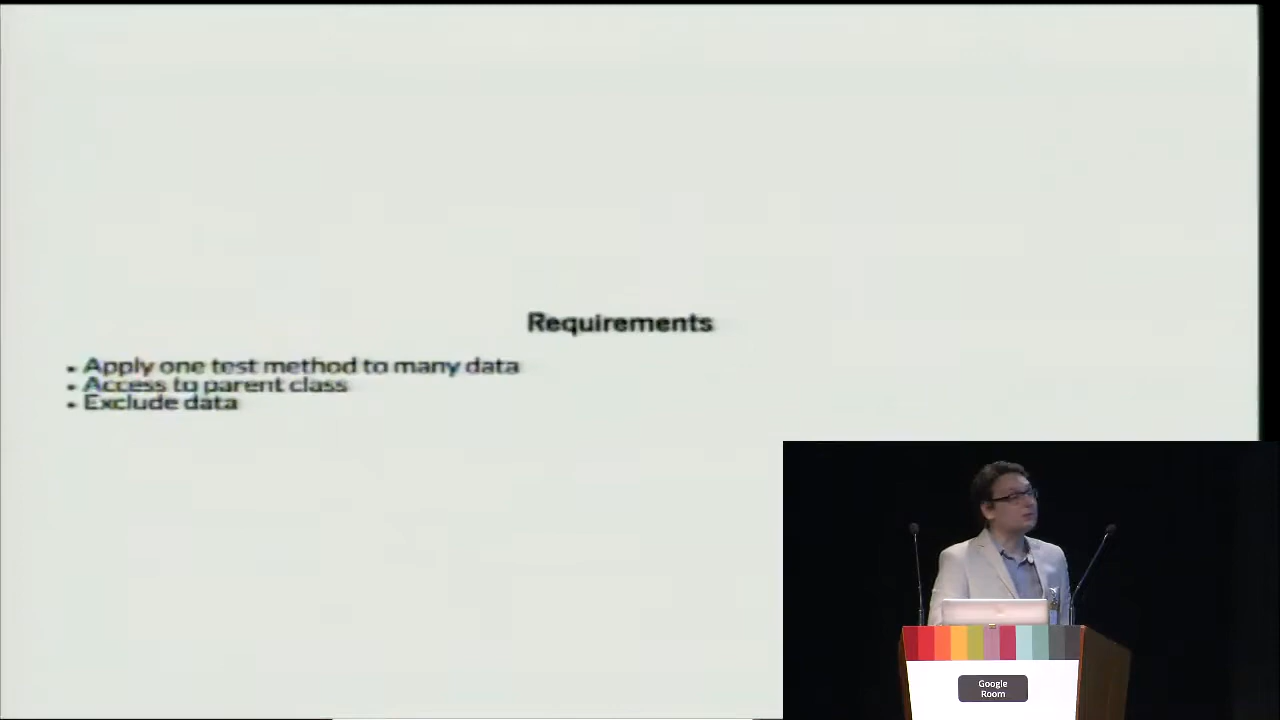 Requirements
• Apply one test method to many data
• Access to parent class
• Exclude data
Google
Room